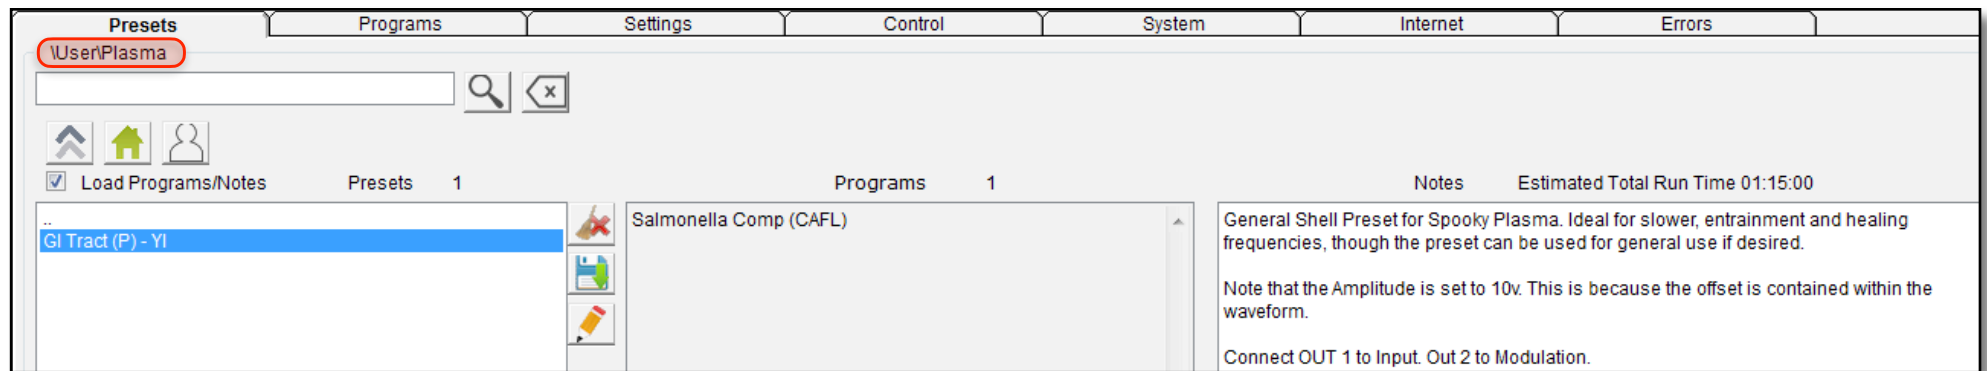 Presets Programs Settings Control System Internet Errors
\User\Plasma
Load Programs/Notes Presets 1 Programs 1 Notes Estimated Total Run Time 01:15:00
..
GI Tract (P) - YI
Salmonella Comp (CAFL)
General Shell Preset for Spooky Plasma. Ideal for slower, entrainment and healing
frequencies, though the preset can be used for general use if desired.
Note that the Amplitude is set to 10v. This is because the offset is contained within the
waveform.
Connect OUT 1 to Input. Out 2 to Modulation.